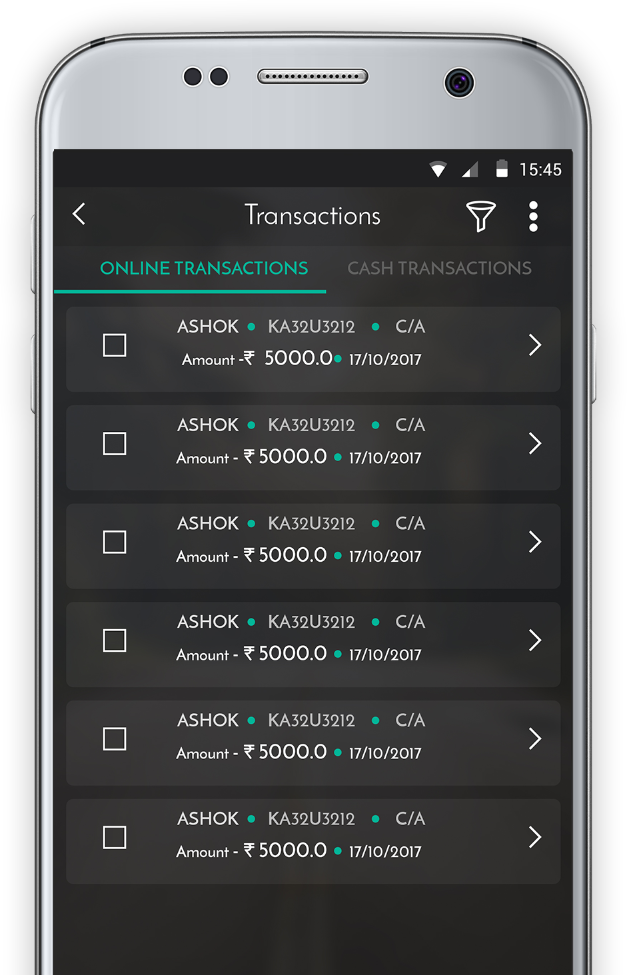 15:45
Transactions
ONLINE TRANSACTIONS CASH TRANSACTIONS
ASHOK • KA32U3212 • C/A
Amount -₹ 5000.0• 17/10/2017
ASHOK • KA32U3212 • C/A
Amount - ₹ 5000.0 • 17/10/2017
ASHOK • KA32U3212 • C/A
Amount - ₹ 5000.0 • 17/10/2017
ASHOK • KA32U3212 • C/A
Amount - ₹ 5000.0 • 17/10/2017
ASHOK • KA32U3212 • C/A
Amount - ₹ 5000.0 • 17/10/2017
ASHOK • KA32U3212 • C/A
Amount - ₹ 5000.0 • 17/10/2017